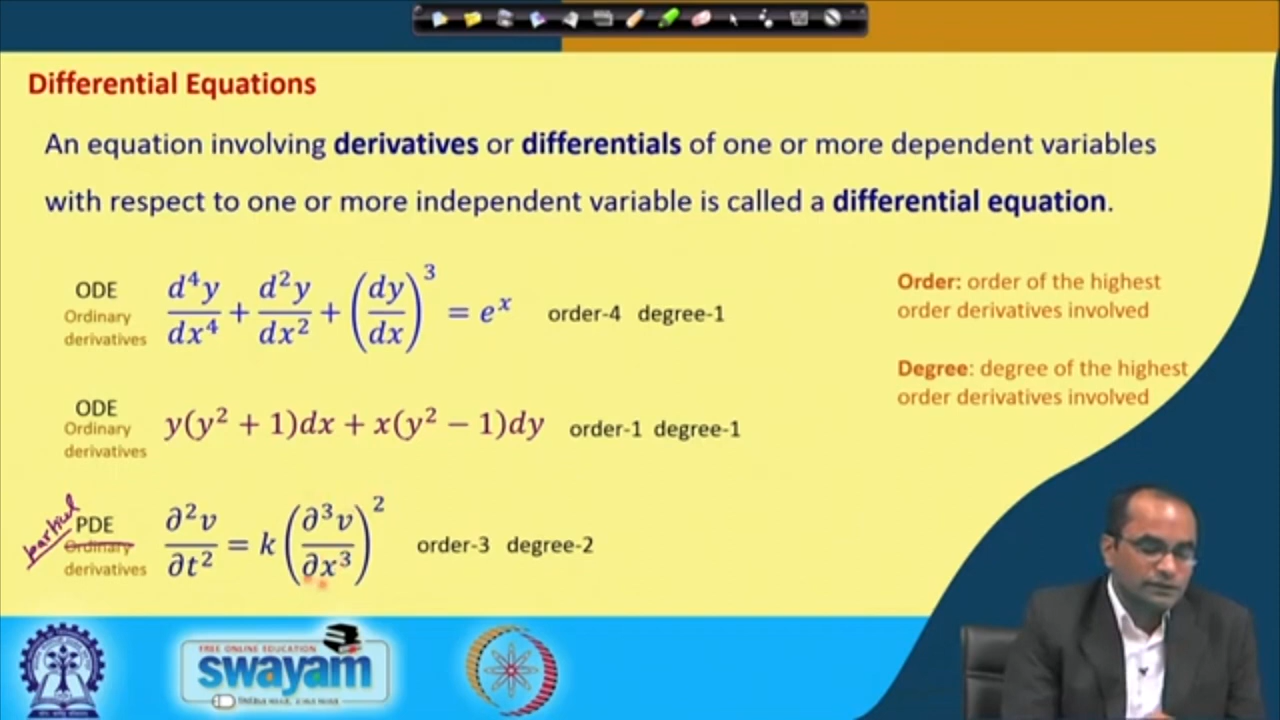 Differential Equations
An equation involving derivatives or differentials of one or more dependent variables
with respect to one or more independent variable is called a differential equation.
ODE
Ordinary
derivatives
d⁴y/dx⁴ + d²y/dx² + (dy/dx)³ = eˣ order-4 degree-1
Order: order of the highest
order derivatives involved
Degree: degree of the highest
order derivatives involved
ODE
Ordinary
derivatives
y(y² + 1)dx + x(y² − 1)dy order-1 degree-1
partial
PDE
Ordinary
derivatives
∂²v/∂t² = k(∂³v/∂x³)² order-3 degree-2
FREE ONLINE EDUCATION
swayam